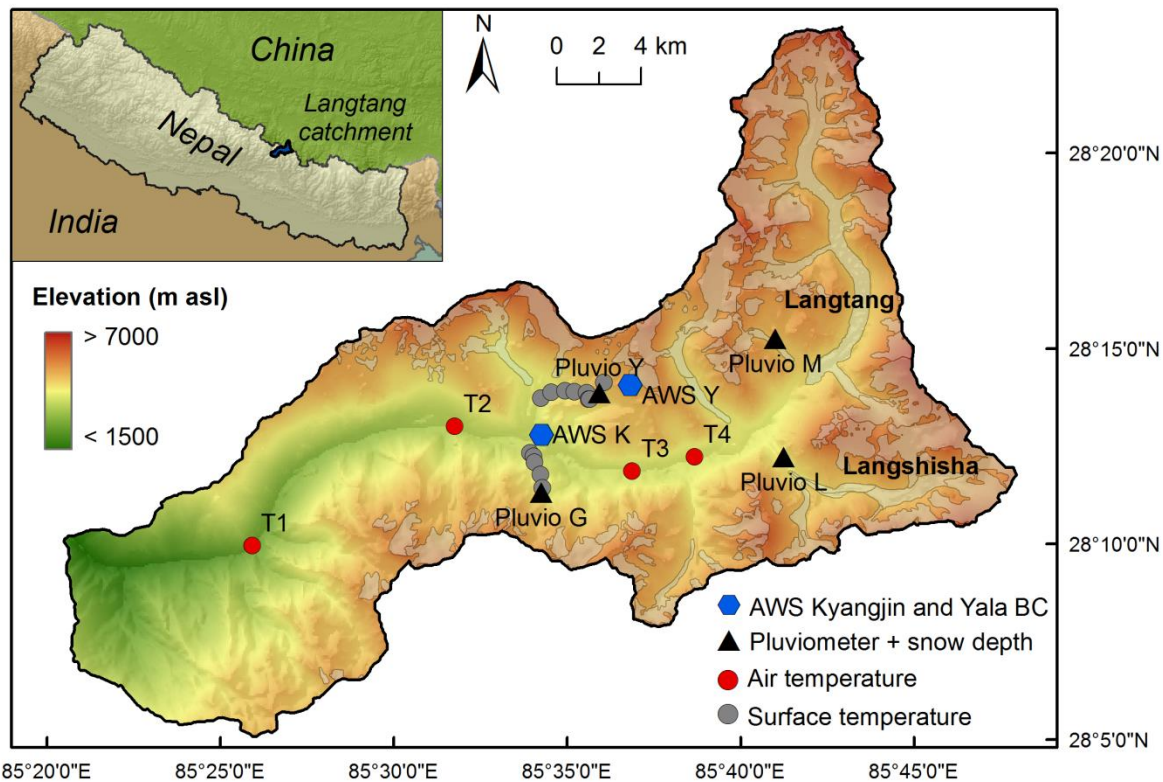 China
Langtang
catchment
Nepal
India
N
0 2 4 km
Elevation (m asl)
> 7000
< 1500
Langtang
Pluvio M
Pluvio Y
AWS Y
T2
AWS K
T3
T4
Pluvio L
Langshisha
Pluvio G
T1
AWS Kyangjin and Yala BC
Pluviometer + snow depth
Air temperature
Surface temperature
28°20'0"N
28°15'0"N
28°10'0"N
28°5'0"N
85°20'0"E 85°25'0"E 85°30'0"E 85°35'0"E 85°40'0"E 85°45'0"E